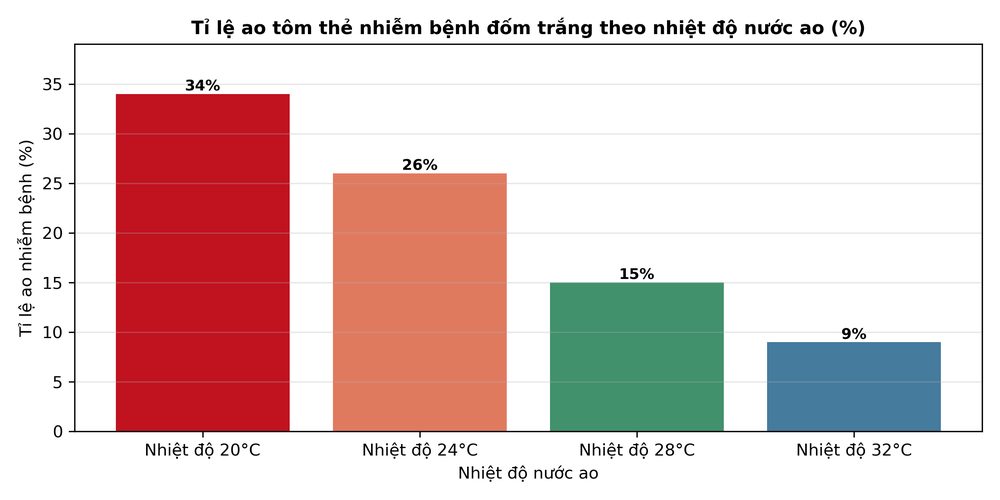 Tỉ lệ ao tôm thẻ nhiễm bệnh đốm trắng theo nhiệt độ nước ao (%)
Tỉ lệ ao nhiễm bệnh (%)
35
30
25
20
15
10
5
0
34%
26%
15%
9%
Nhiệt độ 20°C
Nhiệt độ 24°C
Nhiệt độ 28°C
Nhiệt độ 32°C
Nhiệt độ nước ao